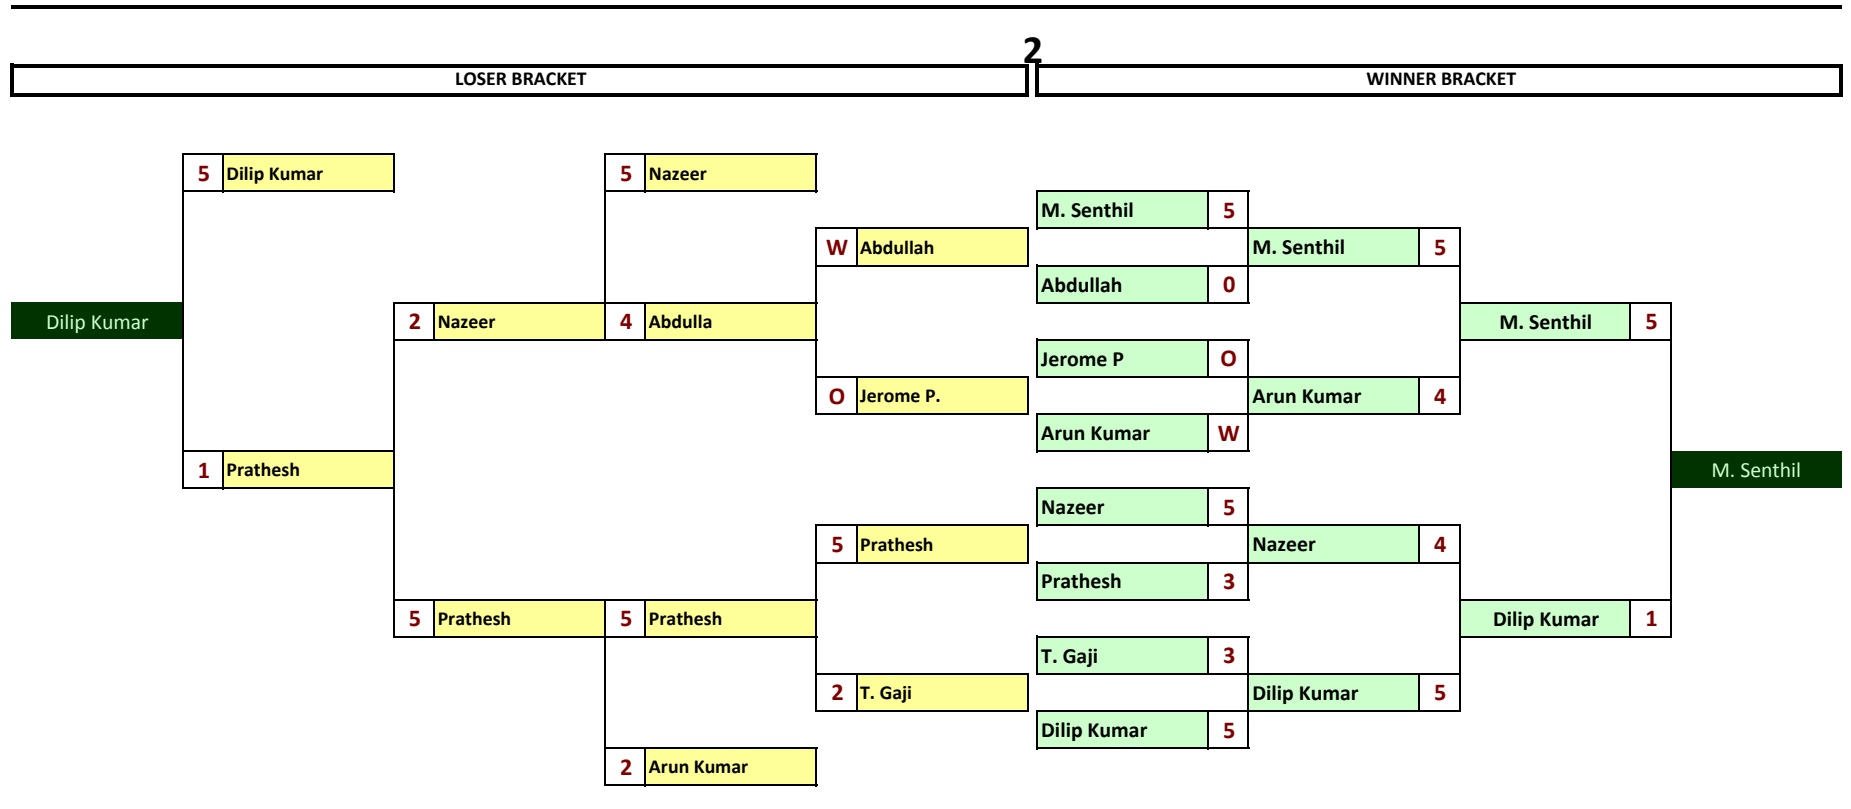 2
LOSER BRACKET WINNER BRACKET
5 Dilip Kumar 5 Nazeer
M. Senthil 5
W Abdullah M. Senthil 5
Abdullah 0
Dilip Kumar 2 Nazeer 4 Abdulla M. Senthil 5
Jerome P O
O Jerome P. Arun Kumar 4
Arun Kumar W
1 Prathesh M. Senthil
Nazeer 5
5 Prathesh Nazeer 4
Prathesh 3
5 Prathesh 5 Prathesh Dilip Kumar 1
T. Gaji 3
2 T. Gaji Dilip Kumar 5
Dilip Kumar 5
2 Arun Kumar